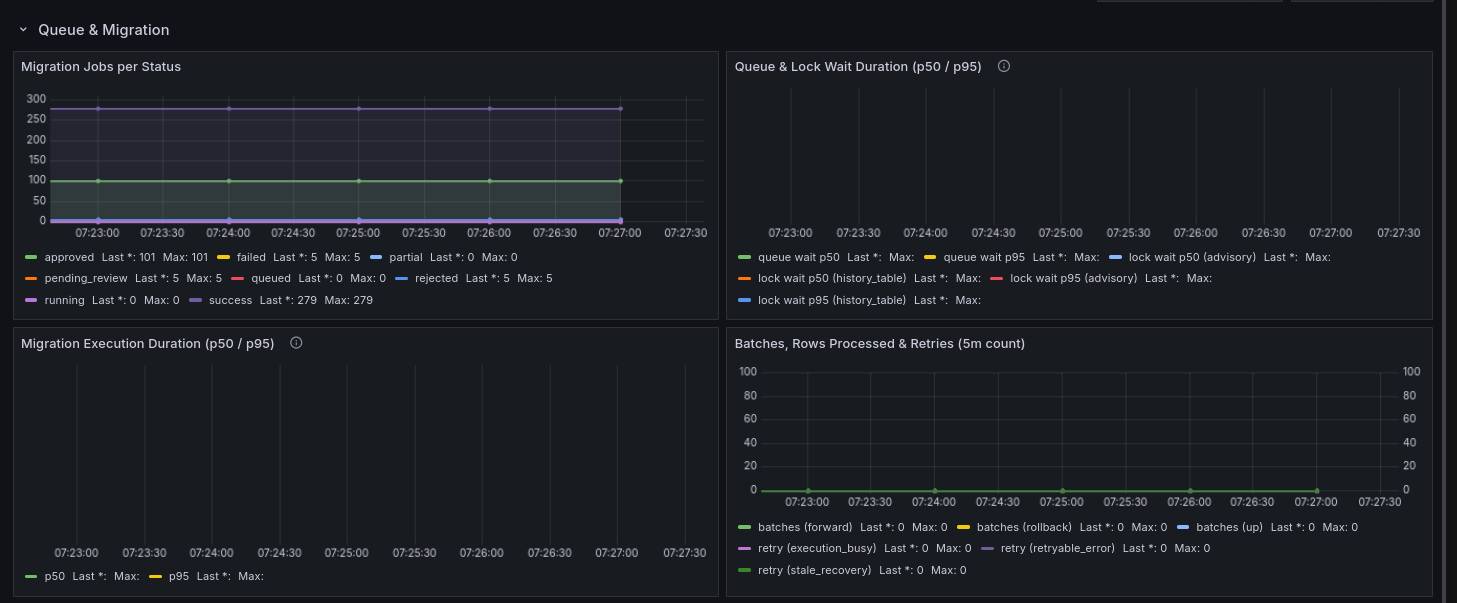 Queue & Migration
Migration Jobs per Status
300
250
200
150
100
50
0
07:23:00 07:23:30 07:24:00 07:24:30 07:25:00 07:25:30 07:26:00 07:26:30 07:27:00 07:27:30
approved Last *: 101 Max: 101 failed Last *: 5 Max: 5 partial Last *: 0 Max: 0
pending_review Last *: 5 Max: 5 queued Last *: 0 Max: 0 rejected Last *: 5 Max: 5
running Last *: 0 Max: 0 success Last *: 279 Max: 279
Queue & Lock Wait Duration (p50 / p95)
07:23:00 07:23:30 07:24:00 07:24:30 07:25:00 07:25:30 07:26:00 07:26:30 07:27:00 07:27:30
queue wait p50 Last *: Max: queue wait p95 Last *: Max: lock wait p50 (advisory) Last *: Max:
lock wait p50 (history_table) Last *: Max: lock wait p95 (advisory) Last *: Max:
lock wait p95 (history_table) Last *: Max:
Migration Execution Duration (p50 / p95)
07:23:00 07:23:30 07:24:00 07:24:30 07:25:00 07:25:30 07:26:00 07:26:30 07:27:00 07:27:30
p50 Last *: Max: p95 Last *: Max:
Batches, Rows Processed & Retries (5m count)
100 100
80 80
60 60
40 40
20 20
0 0
07:23:00 07:23:30 07:24:00 07:24:30 07:25:00 07:25:30 07:26:00 07:26:30 07:27:00 07:27:30
batches (forward) Last *: 0 Max: 0 batches (rollback) Last *: 0 Max: 0 batches (up) Last *: 0 Max: 0
retry (execution_busy) Last *: 0 Max: 0 retry (retryable_error) Last *: 0 Max: 0
retry (stale_recovery) Last *: 0 Max: 0